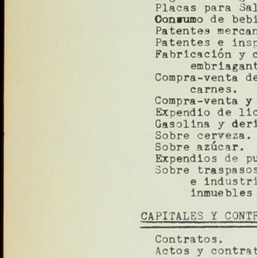 Placas para Sal
Consumo de bebi
Patentes mercan
Patentes e insp
Fabricación y c
embriagant
Compra-venta de
carnes.
Compra-venta y
Expendio de lic
Gasolina y deri
Sobre cerveza.
Sobre azúcar.
Expendios de pu
Sobre traspasos
e industri
inmuebles
CAPITALES Y CONTR
Contratos.
Actos y contrat